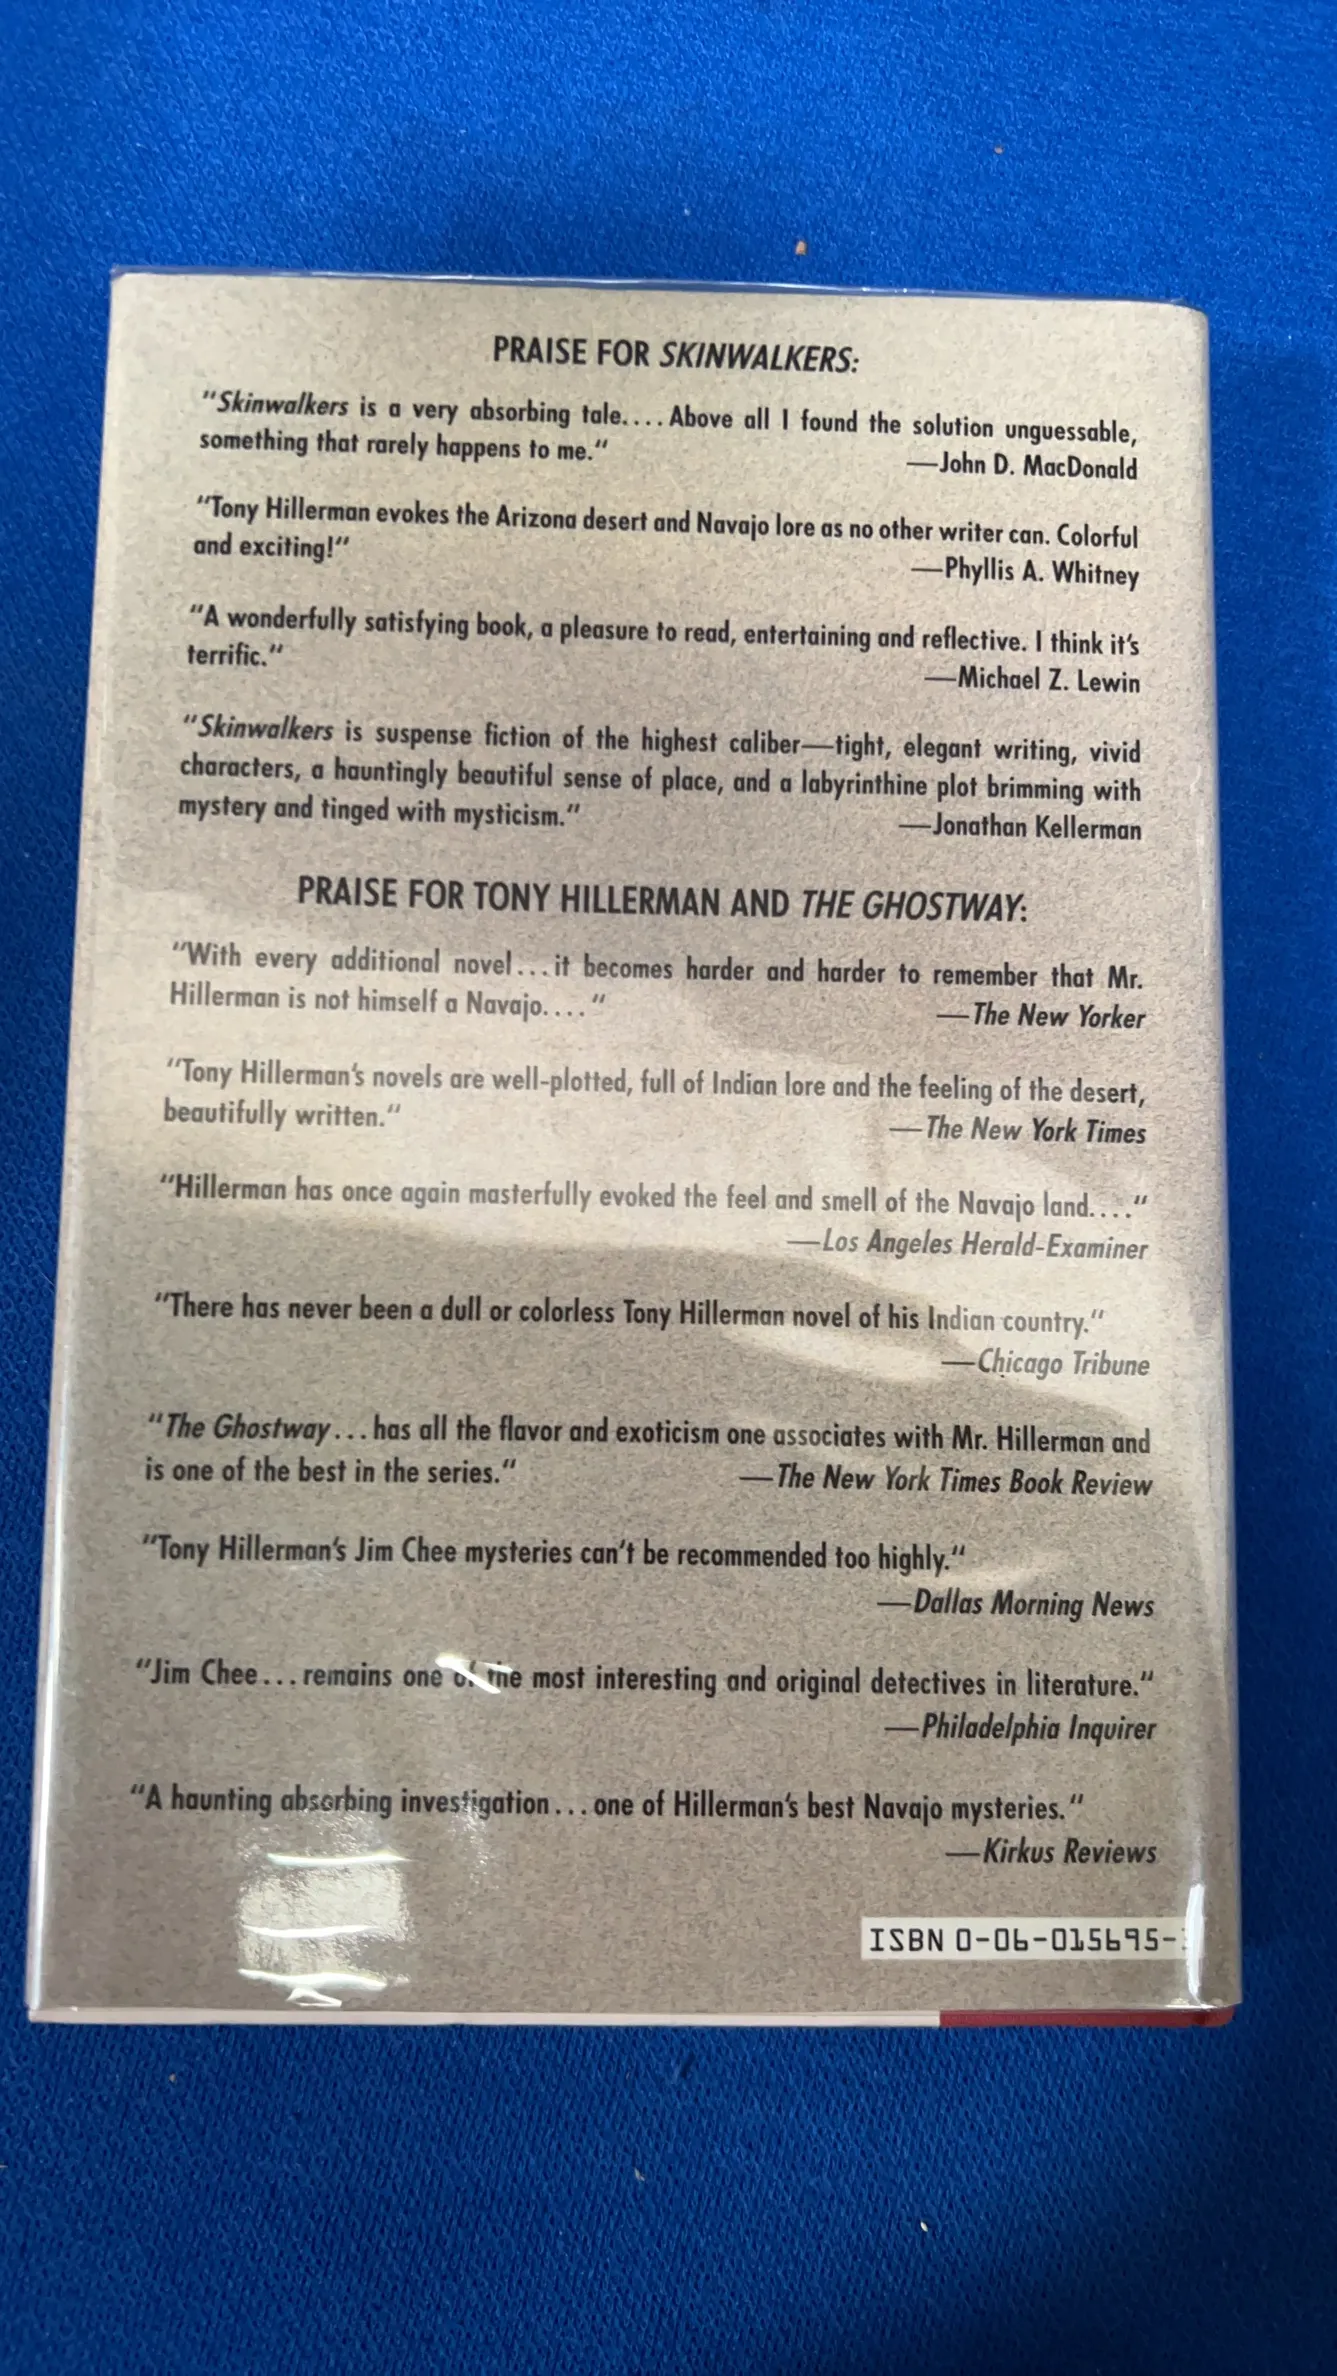 PRAISE FOR SKINWALKERS:
"Skinwalkers is a very absorbing tale.... Above all I found the solution unguessable,
something that rarely happens to me."
—John D. MacDonald
"Tony Hillerman evokes the Arizona desert and Navajo lore as no other writer can. Colorful
and exciting!"
—Phyllis A. Whitney
"A wonderfully satisfying book, a pleasure to read, entertaining and reflective. I think it's
terrific."
—Michael Z. Lewin
"Skinwalkers is suspense fiction of the highest caliber—tight, elegant writing, vivid
characters, a hauntingly beautiful sense of place, and a labyrinthine plot brimming with
mystery and tinged with mysticism."
—Jonathan Kellerman
PRAISE FOR TONY HILLERMAN AND THE GHOSTWAY:
"With every additional novel...it becomes harder and harder to remember that Mr.
Hillerman is not himself a Navajo...."
—The New Yorker
"Tony Hillerman's novels are well-plotted, full of Indian lore and the feeling of the desert,
beautifully written."
—The New York Times
"Hillerman has once again masterfully evoked the feel and smell of the Navajo land...."
—Los Angeles Herald-Examiner
"There has never been a dull or colorless Tony Hillerman novel of his Indian country."
—Chicago Tribune
"The Ghostway...has all the flavor and exoticism one associates with Mr. Hillerman and
is one of the best in the series."
—The New York Times Book Review
"Tony Hillerman's Jim Chee mysteries can't be recommended too highly."
—Dallas Morning News
"Jim Chee...remains one of the most interesting and original detectives in literature."
—Philadelphia Inquirer
"A haunting absorbing investigation...one of Hillerman's best Navajo mysteries."
—Kirkus Reviews
ISBN 0-06-015695-